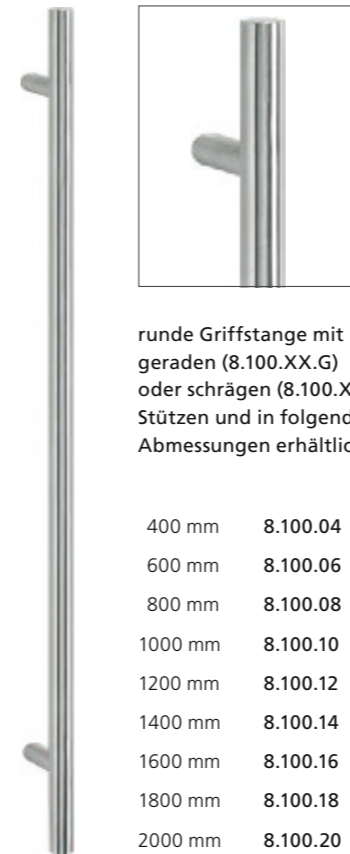 runde Griffstange mit
geraden (8.100.XX.G)
oder schrägen (8.100.X
Stützen und in folgend
Abmessungen erhältlic
400 mm 8.100.04
600 mm 8.100.06
800 mm 8.100.08
1000 mm 8.100.10
1200 mm 8.100.12
1400 mm 8.100.14
1600 mm 8.100.16
1800 mm 8.100.18
2000 mm 8.100.20